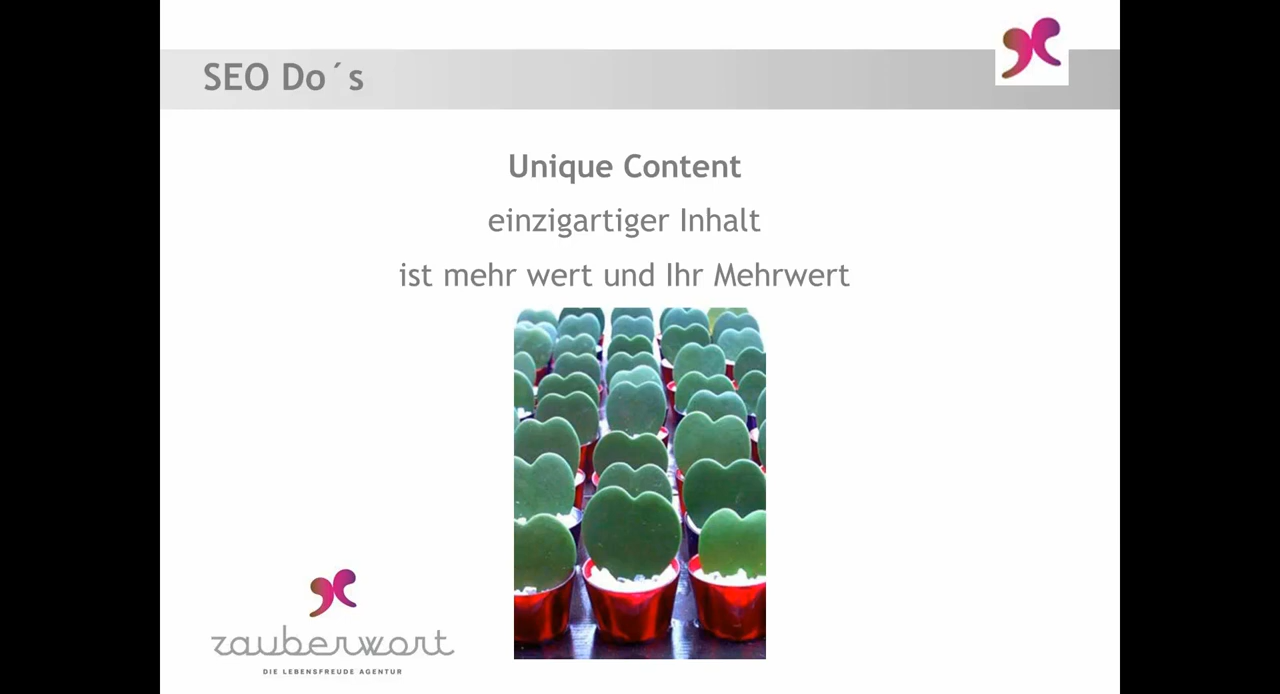 SEO Do´s
Unique Content
einzigartiger Inhalt
ist mehr wert und Ihr Mehrwert
zauberwort
DIE LEBENSFREUDE AGENTUR